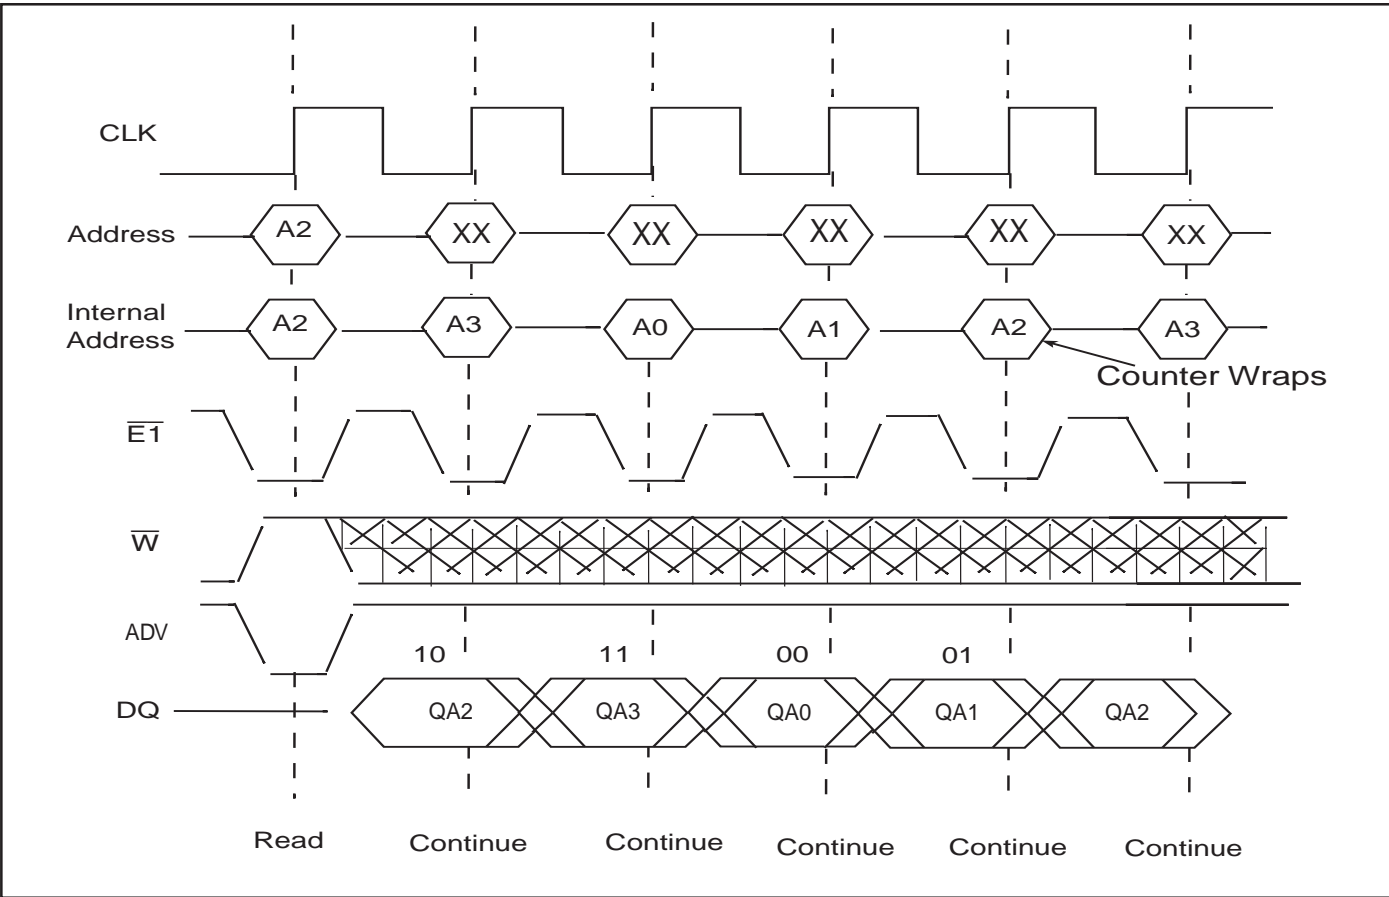 CLK
Address A2 XX XX XX XX XX
Internal
Address
A2 A3 A0 A1 A2 A3
Counter Wraps
E1
W
ADV
10 11 00 01
DQ QA2 QA3 QA0 QA1 QA2
Read Continue Continue Continue Continue Continue